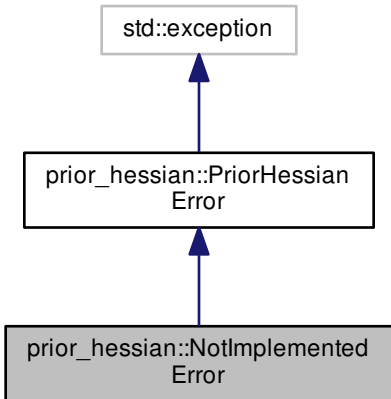 std::exception
prior_hessian::PriorHessian
Error
prior_hessian::NotImplemented
Error